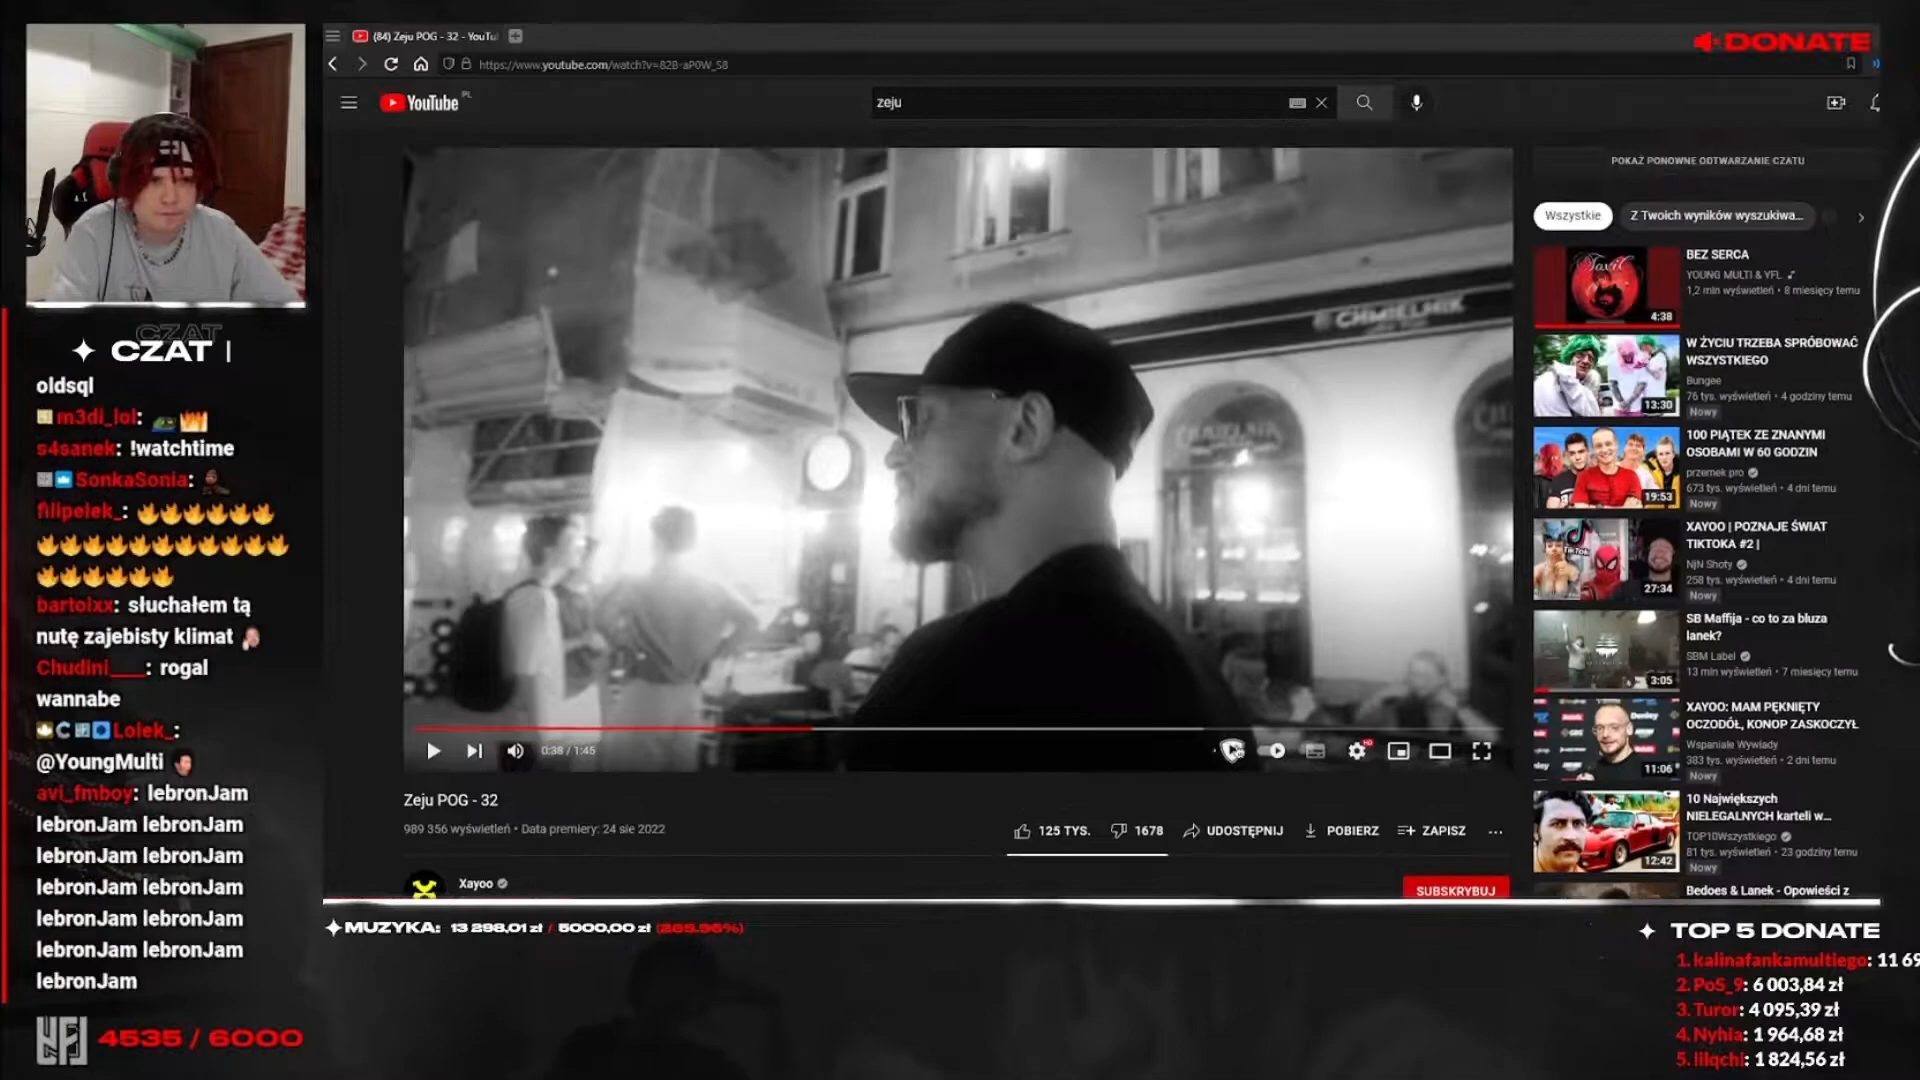 (84) Zeju POG - 32 - YouTu
DONATE
https://www.youtube.com/watch?v=82B-aP0W_S8
YouTube PL
zeju
POKAŻ PONOWNE ODTWARZANIE CZATU
Wszystkie
Z Twoich wyników wyszukiwa...
CHMIELNIK
BEZ SERCA
YOUNG MULTI & YFL
1,2 mln wyświetleń • 8 miesięcy temu
4:38
W ŻYCIU TRZEBA SPRÓBOWAĆ
WSZYSTKIEGO
Bungee
76 tys. wyświetleń • 4 godziny temu
Nowy
13:30
100 PIĄTEK ZE ZNANYMI
OSOBAMI W 60 GODZIN
przemek pro
673 tys. wyświetleń • 4 dni temu
Nowy
19:53
XAYOO | POZNAJE ŚWIAT
TIKTOKA #2 |
NjN Shoty
258 tys. wyświetleń • 4 dni temu
Nowy
27:34
SB Maffija - co to za bluza
lanek?
SBM Label
13 mln wyświetleń • 7 miesięcy temu
3:05
XAYOO: MAM PĘKNIĘTY
OCZODÓŁ, KONOP ZASKOCZYŁ
Wspaniałe Wywiady
383 tys. wyświetleń • 2 dni temu
Nowy
11:06
10 Największych
NIELEGALNYCH karteli w...
TOP10Wszystkiego
81 tys. wyświetleń • 23 godziny temu
Nowy
12:42
Bedoes & Lanek - Opowieści z
0:38 / 1:45
HD
Zeju POG - 32
989 356 wyświetleń • Data premiery: 24 sie 2022
125 TYS.
1678
UDOSTĘPNIJ
POBIERZ
ZAPISZ
Xayoo
SUBSKRYBUJ
CZAT
CZAT |
oldsql
m3di_lol:
s4sanek: !watchtime
SonkaSonia:
filipelek_: 🔥🔥🔥🔥🔥🔥
🔥🔥🔥🔥🔥🔥🔥🔥🔥🔥🔥
🔥🔥🔥🔥🔥🔥
bartolxx: słuchałem tą
nutę zajebisty klimat
Chudini____: rogal
wannabe
Lolek_:
@YoungMulti
avi_fmboy: lebronJam
lebronJam lebronJam
lebronJam lebronJam
lebronJam lebronJam
lebronJam lebronJam
lebronJam lebronJam
lebronJam
4535 / 6000
MUZYKA: 13 298,01 zł / 5000,00 zł (265.96%)
TOP 5 DONATE
1. kalinafankamultiego: 11 69
2. PoS_9: 6 003,84 zł
3. Turor: 4 095,39 zł
4. Nyhla: 1 964,68 zł
5. lilqchi: 1 824,56 zł